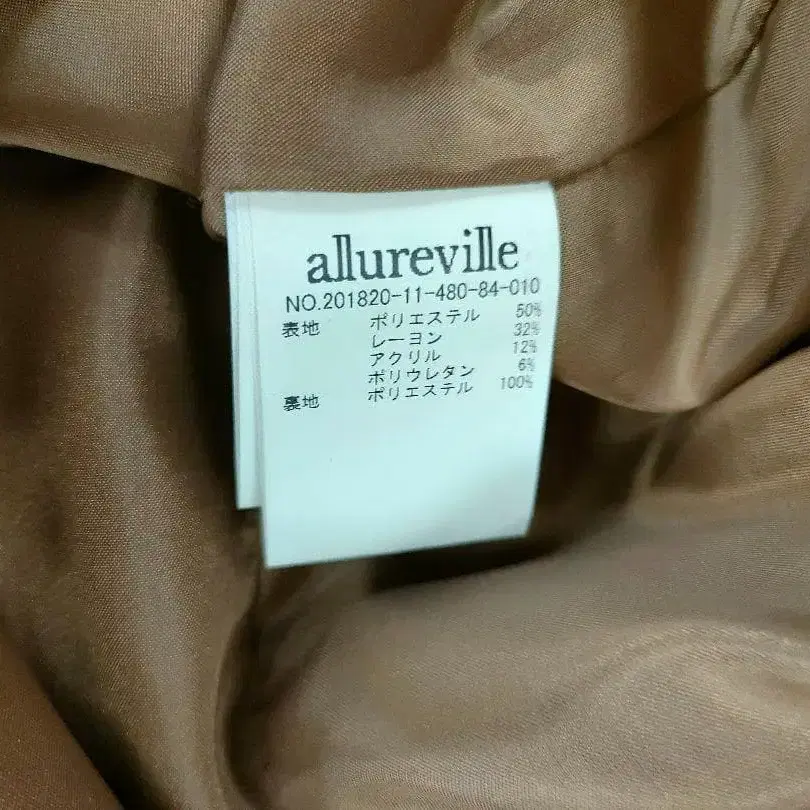 allureville
NO.201820-11-480-84-010
表地 ポリエステル 50%
レーヨン 32%
アクリル 12%
ポリウレタン 6%
裏地 ポリエステル 100%